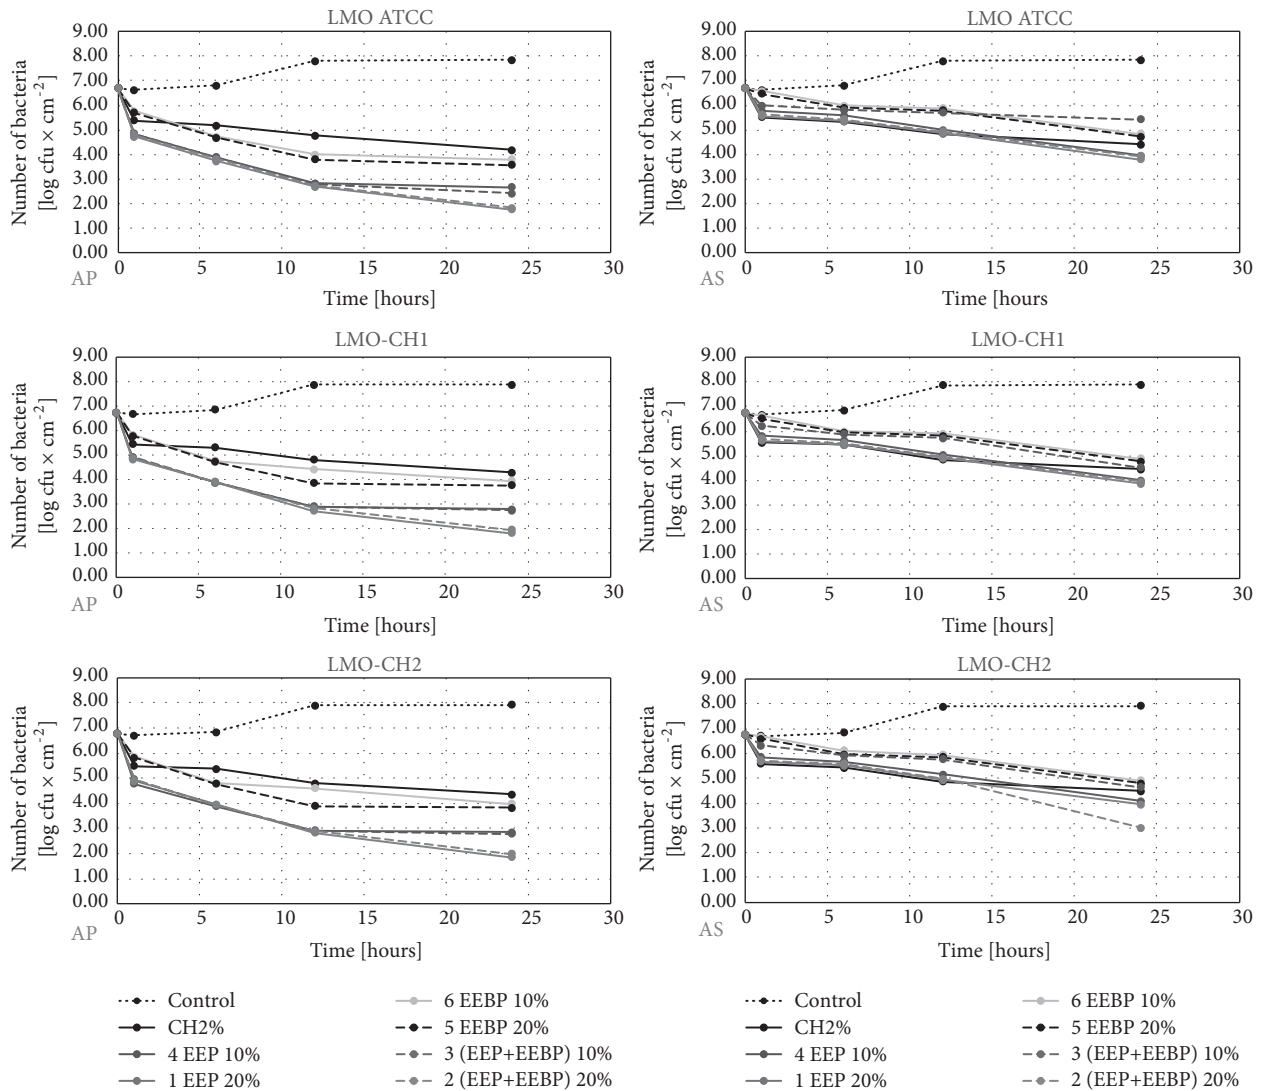 LMO ATCC
Number of bacteria
[log cfu × cm-2]
9.00
8.00
7.00
6.00
5.00
4.00
3.00
2.00
1.00
0.00
0 5 10 15 20 25 30
AP
Time [hours]
LMO ATCC
Number of bacteria
[log cfu × cm-2]
9.00
8.00
7.00
6.00
5.00
4.00
3.00
2.00
1.00
0.00
0 5 10 15 20 25 30
AS
Time [hours
LMO-CH1
Number of bacteria
[log cfu × cm-2]
9.00
8.00
7.00
6.00
5.00
4.00
3.00
2.00
1.00
0.00
0 5 10 15 20 25 30
AP
Time [hours]
LMO-CH1
Number of bacteria
[log cfu × cm-2]
9.00
8.00
7.00
6.00
5.00
4.00
3.00
2.00
1.00
0.00
0 5 10 15 20 25 30
AS
Time [hours]
LMO-CH2
Number of bacteria
[log cfu × cm-2]
9.00
8.00
7.00
6.00
5.00
4.00
3.00
2.00
1.00
0.00
0 5 10 15 20 25 30
AP
Time [hours]
LMO-CH2
Number of bacteria
[log cfu × cm-2]
9.00
8.00
7.00
6.00
5.00
4.00
3.00
2.00
1.00
0.00
0 5 10 15 20 25 30
AS
Time [hours]
Control
CH2%
4 EEP 10%
1 EEP 20%
6 EEBP 10%
5 EEBP 20%
3 (EEP+EEBP) 10%
2 (EEP+EEBP) 20%
Control
CH2%
4 EEP 10%
1 EEP 20%
6 EEBP 10%
5 EEBP 20%
3 (EEP+EEBP) 10%
2 (EEP+EEBP) 20%